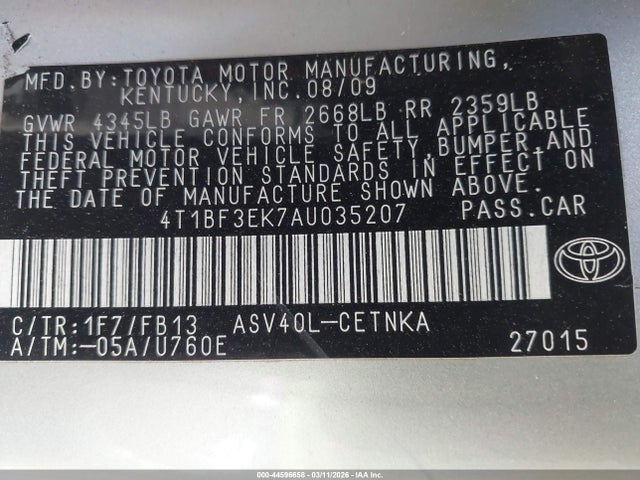 MFD.BY:TOYOTA MOTOR MANUFACTURING,
KENTUCKY,INC.08/09
GVWR 4345LB GAWR FR 2668LB RR 2359LB
THIS VEHICLE CONFORMS TO ALL APPLICABLE
FEDERAL MOTOR VEHICLE SAFETY,BUMPER,AND
THEFT PREVENTION STANDARDS IN EFFECT ON
THE DATE OF MANUFACTURE SHOWN ABOVE.
4T1BF3EK7AU035207 PASS.CAR
C/TR:1F7/FB13 ASV40L-CETNKA
A/TM:-05A/U760E 27015
TOYOTA
000-44596658 - 03/11/2026 - IAA Inc.